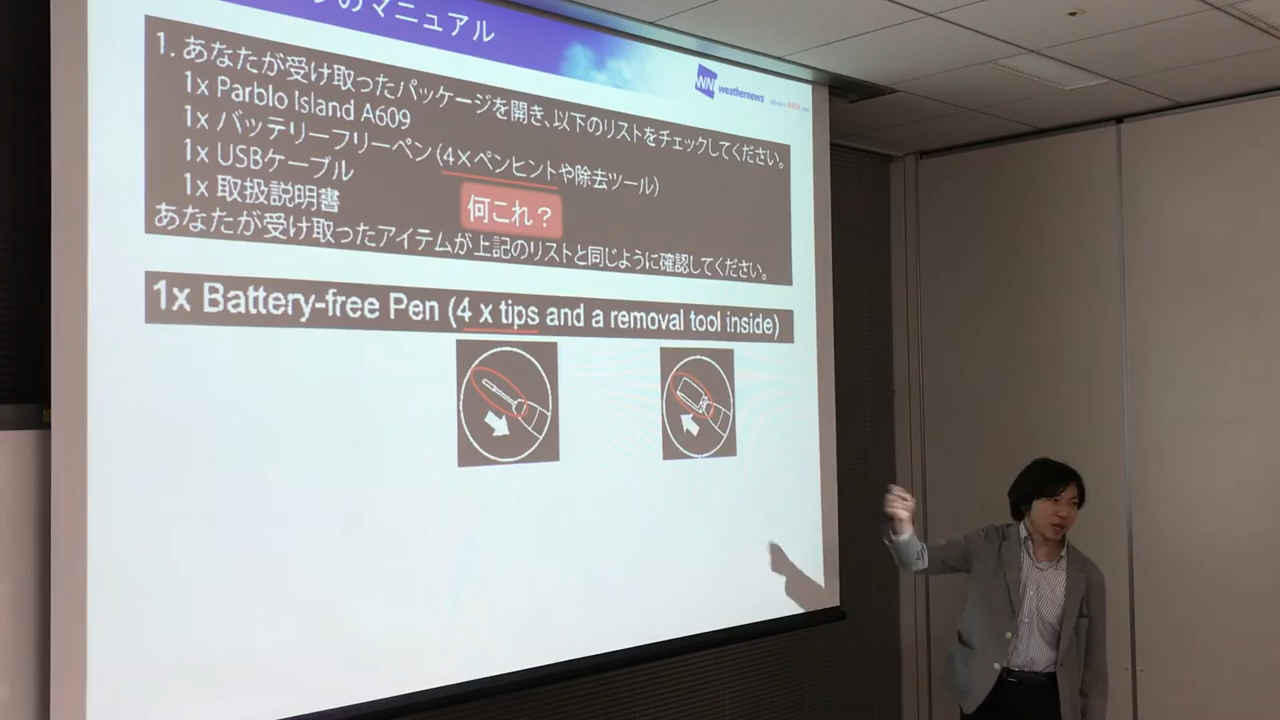 のマニュアル
WN weathernews
1. あなたが受け取ったパッケージを開き、以下のリストをチェックしてください。
1x Parblo Island A609
1x バッテリーフリーペン (4×ペンヒントや除去ツール)
1x USBケーブル
1x 取扱説明書
何これ？
あなたが受け取ったアイテムが上記のリストと同じように確認してください。
1x Battery-free Pen (4 x tips and a removal tool inside)